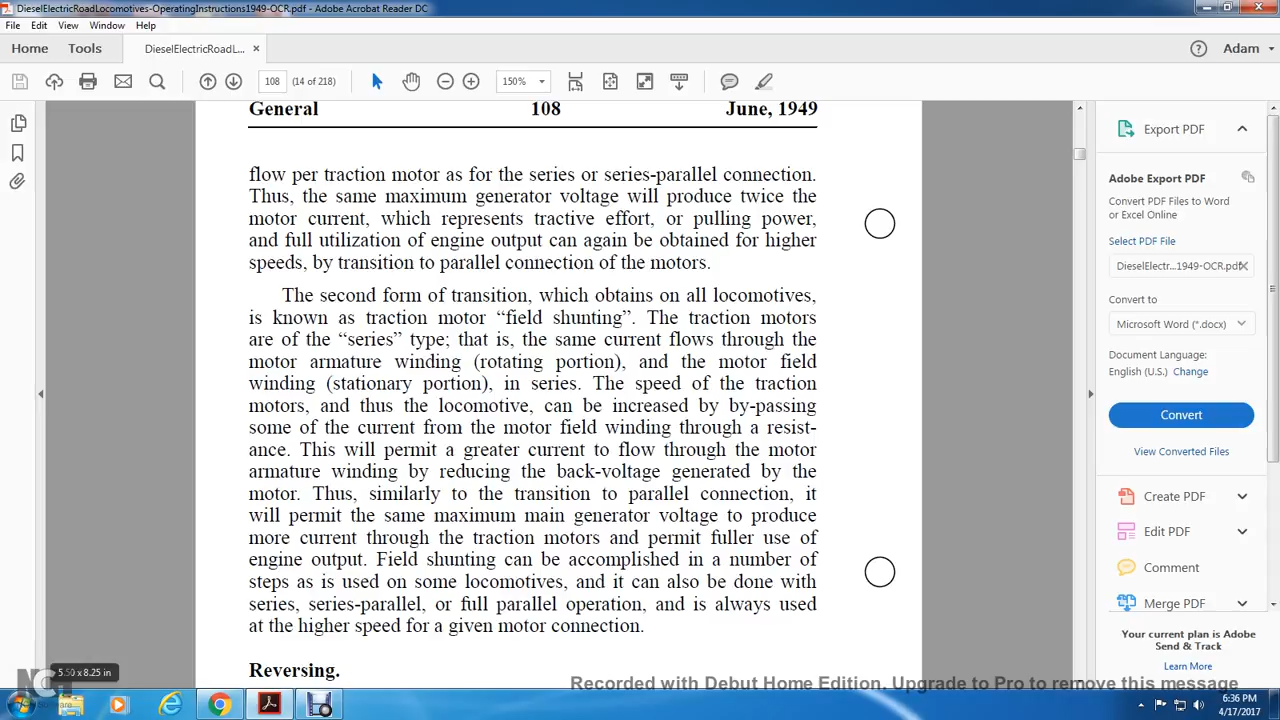 DieselElectricRoadLocomotives-OperatingInstructions1949-OCR.pdf - Adobe Acrobat Reader DC
File Edit View Window Help
Home Tools DieselElectricRoadL... × Adam
108 (14 of 218) 150%
General 108 June, 1949
flow per traction motor as for the series or series-parallel connection.
Thus, the same maximum generator voltage will produce twice the
motor current, which represents tractive effort, or pulling power,
and full utilization of engine output can again be obtained for higher
speeds, by transition to parallel connection of the motors.
The second form of transition, which obtains on all locomotives,
is known as traction motor “field shunting”. The traction motors
are of the “series” type; that is, the same current flows through the
motor armature winding (rotating portion), and the motor field
winding (stationary portion), in series. The speed of the traction
motors, and thus the locomotive, can be increased by by-passing
some of the current from the motor field winding through a resist-
ance. This will permit a greater current to flow through the motor
armature winding by reducing the back-voltage generated by the
motor. Thus, similarly to the transition to parallel connection, it
will permit the same maximum main generator voltage to produce
more current through the traction motors and permit fuller use of
engine output. Field shunting can be accomplished in a number of
steps as is used on some locomotives, and it can also be done with
series, series-parallel, or full parallel operation, and is always used
at the higher speed for a given motor connection.
Reversing.
Export PDF
Adobe Export PDF
Convert PDF Files to Word
or Excel Online
Select PDF File
DieselElectr...1949-OCR.pdf
Convert to
Microsoft Word (*.docx)
Document Language:
English (U.S.) Change
Convert
View Converted Files
Create PDF
Edit PDF
Comment
Merge PDF
Your current plan is Adobe
Send & Track
Learn More
5.50 x 8.25 in
NCH
Software
Recorded with Debut Home Edition. Upgrade to Pro to remove this message
6:36 PM
4/17/2017